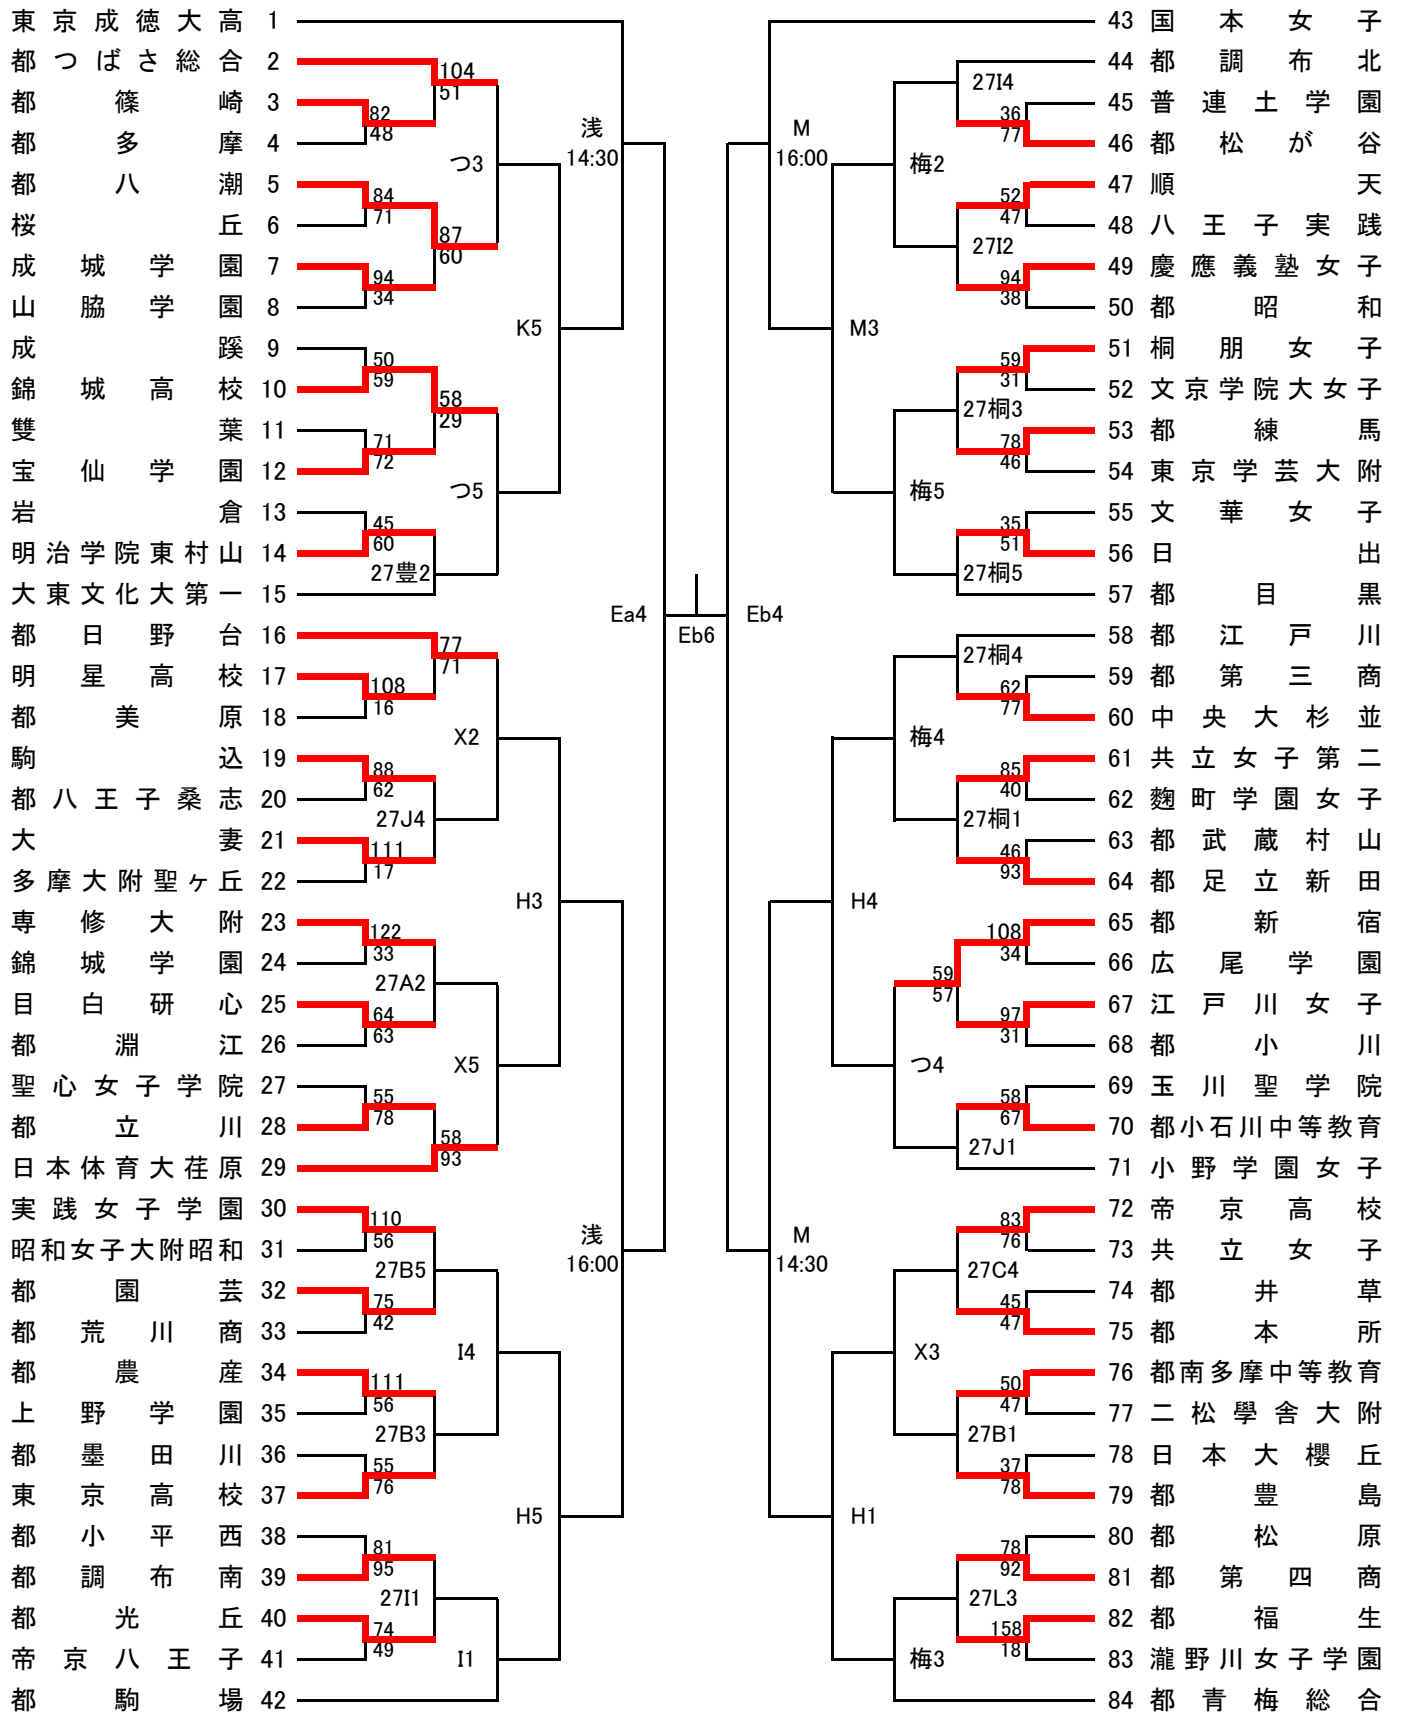 東京成徳大高 1
都つばさ総合 2
都篠崎 3
都多摩 4
都八潮 5
桜丘 6
成城学園 7
山脇学園 8
成蹊 9
錦城高校 10
雙葉 11
宝仙学園 12
岩倉 13
明治学院東村山 14
大東文化大第一 15
都日野台 16
明星高校 17
都美原 18
駒込 19
都八王子桑志 20
大妻 21
多摩大附聖ヶ丘 22
専修大附 23
錦城学園 24
目白研心 25
都淵江 26
聖心女子学院 27
都立川 28
日本体育大荏原 29
実践女子学園 30
昭和女子大附昭和 31
都園芸 32
都荒川商 33
都農産 34
上野学園 35
都墨田川 36
東京高校 37
都小平西 38
都調布南 39
都光丘 40
帝京八王子 41
都駒場 42
82
48
84
71
94
34
50
59
71
72
45
60
108
16
88
62
111
17
122
33
64
63
55
78
110
56
75
42
111
56
55
76
81
95
74
49
104
51
87
60
58
29
27豊2
77
71
27J4
27A2
58
93
27B5
27B3
27I1
つ3
つ5
X2
X5
I4
I1
K5
H3
H5
浅
14:30
浅
16:00
Ea4
Eb6
Eb4
M
16:00
M
14:30
M3
H4
H1
梅2
梅5
梅4
つ4
X3
梅3
27I4
27I2
27桐3
27桐5
27桐4
27桐1
59
57
27J1
27C4
27B1
27L3
36
77
52
47
94
38
59
31
78
46
35
51
62
77
85
40
46
93
108
34
97
31
58
67
83
76
45
47
50
47
37
78
78
92
158
18
43 国本女子
44 都調布北
45 普連土学園
46 都松が谷
47 順天
48 八王子実践
49 慶應義塾女子
50 都昭和
51 桐朋女子
52 文京学院大女子
53 都練馬
54 東京学芸大附
55 文華女子
56 日出
57 都目黒
58 都江戸川
59 都第三商
60 中央大杉並
61 共立女子第二
62 麴町学園女子
63 都武蔵村山
64 都足立新田
65 都新宿
66 広尾学園
67 江戸川女子
68 都小川
69 玉川聖学院
70 都小石川中等教育
71 小野学園女子
72 帝京高校
73 共立女子
74 都井草
75 都本所
76 都南多摩中等教育
77 二松學舎大附
78 日本大櫻丘
79 都豊島
80 都松原
81 都第四商
82 都福生
83 瀧野川女子学園
84 都青梅総合